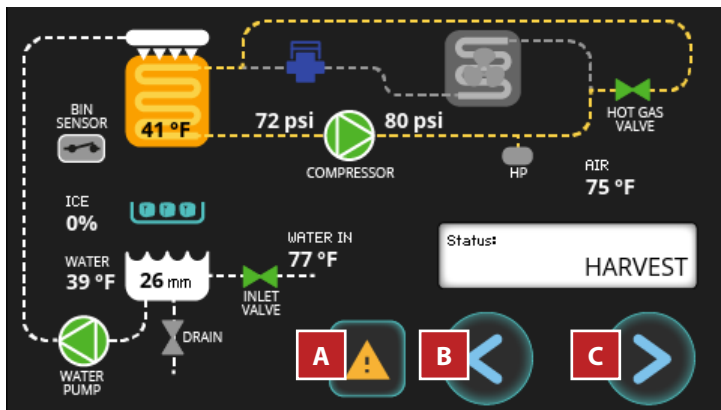 BIN
SENSOR
41 °F
72 psi
80 psi
COMPRESSOR
HP
HOT GAS
VALVE
AIR
75 °F
ICE
0%
WATER
39 °F
26 mm
WATER IN
77 °F
INLET
VALVE
DRAIN
WATER
PUMP
Status:
HARVEST
A
B
C